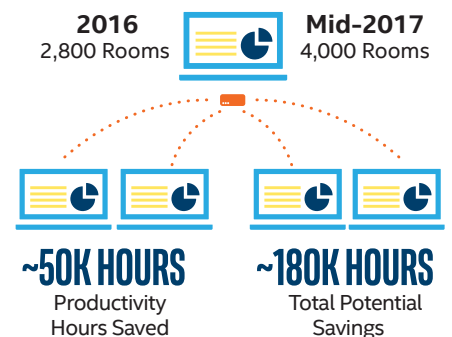 2016
2,800 Rooms
Mid-2017
4,000 Rooms
~50K HOURS
Productivity
Hours Saved
~180K HOURS
Total Potential
Savings